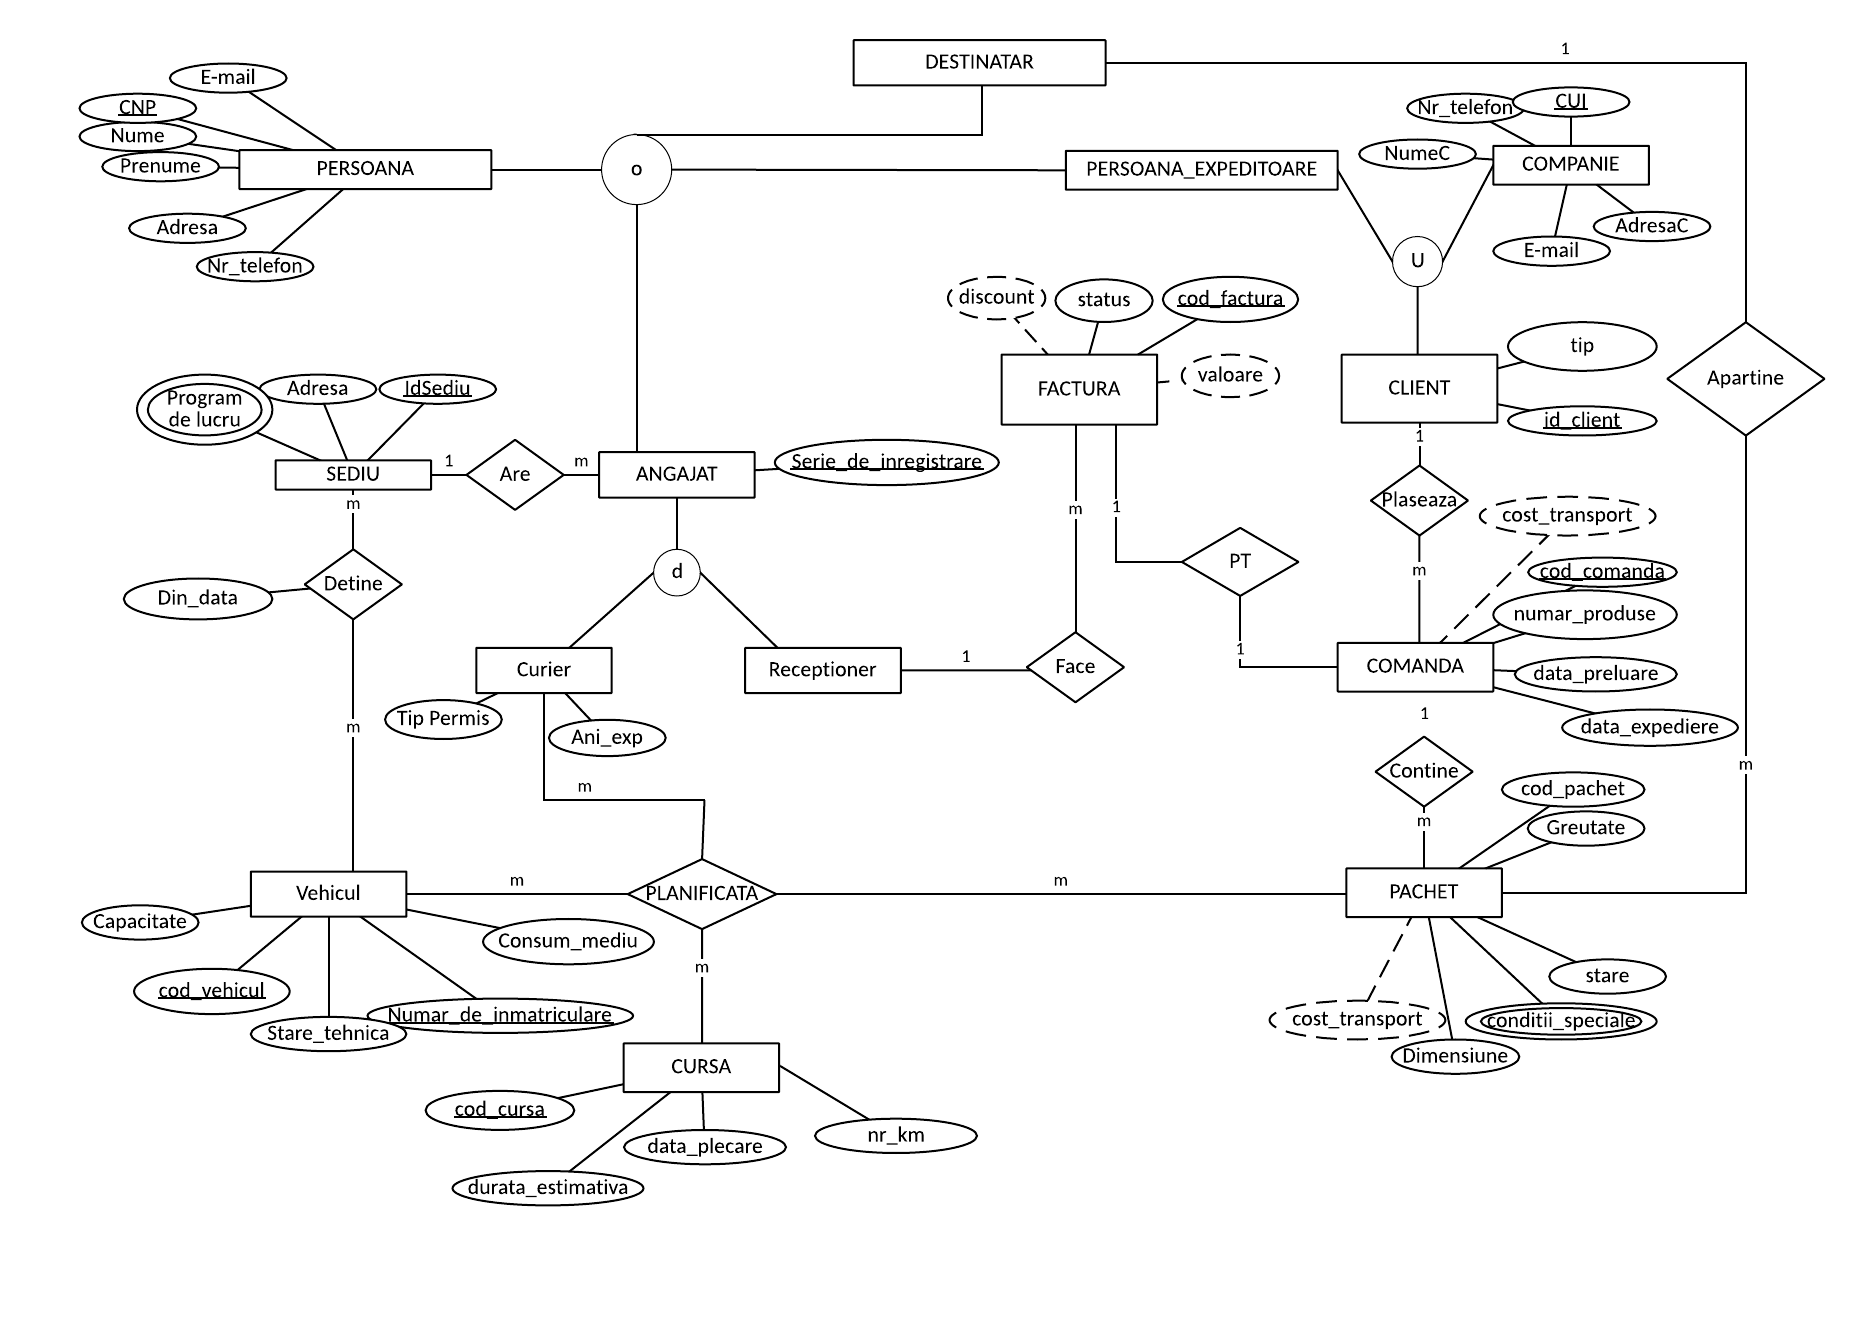 DESTINATAR
1
E-mail
CNP
Nume
Prenume
PERSOANA
Adresa
Nr_telefon
o
PERSOANA_EXPEDITOARE
Nr_telefon
CUI
NumeC
COMPANIE
AdresaC
E-mail
U
discount
status
cod_factura
FACTURA
valoare
tip
CLIENT
id_client
1
Apartine
Program
de lucru
Adresa
IdSediu
SEDIU
1
Are
m
ANGAJAT
Serie_de_inregistrare
m
m
1
Plaseaza
cost_transport
PT
m
cod_comanda
numar_produse
Din_data
Detine
d
Curier
Receptioner
1
Face
1
COMANDA
data_preluare
data_expediere
Tip Permis
Ani_exp
m
1
m
Contine
m
m
cod_pachet
Greutate
Vehicul
m
PLANIFICATA
m
PACHET
Capacitate
Consum_mediu
cod_vehicul
Numar_de_inmatriculare
Stare_tehnica
m
stare
cost_transport
conditii_speciale
Dimensiune
CURSA
cod_cursa
data_plecare
nr_km
durata_estimativa